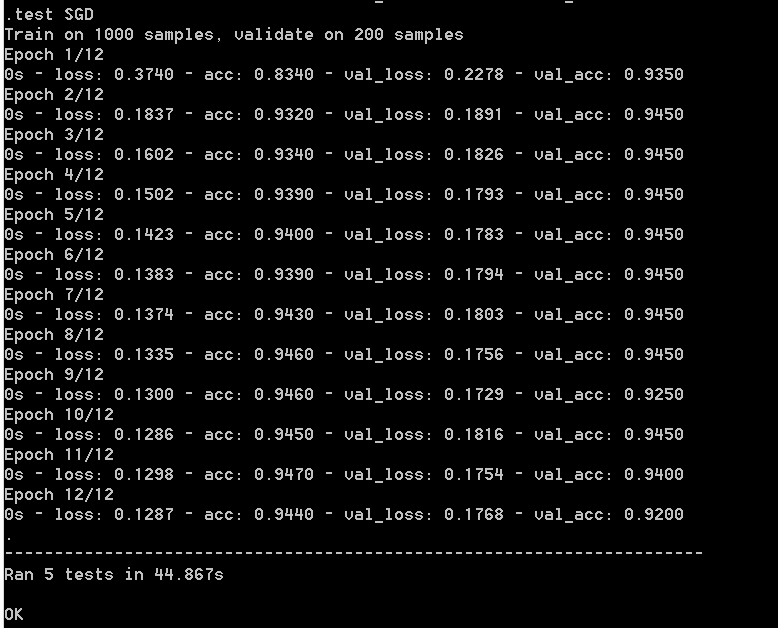 .test SGD
Train on 1000 samples, validate on 200 samples
Epoch 1/12
0s - loss: 0.3740 - acc: 0.8340 - val_loss: 0.2278 - val_acc: 0.9350
Epoch 2/12
0s - loss: 0.1837 - acc: 0.9320 - val_loss: 0.1891 - val_acc: 0.9450
Epoch 3/12
0s - loss: 0.1602 - acc: 0.9340 - val_loss: 0.1826 - val_acc: 0.9450
Epoch 4/12
0s - loss: 0.1502 - acc: 0.9390 - val_loss: 0.1793 - val_acc: 0.9450
Epoch 5/12
0s - loss: 0.1423 - acc: 0.9400 - val_loss: 0.1783 - val_acc: 0.9450
Epoch 6/12
0s - loss: 0.1383 - acc: 0.9390 - val_loss: 0.1794 - val_acc: 0.9450
Epoch 7/12
0s - loss: 0.1374 - acc: 0.9430 - val_loss: 0.1803 - val_acc: 0.9450
Epoch 8/12
0s - loss: 0.1335 - acc: 0.9460 - val_loss: 0.1756 - val_acc: 0.9450
Epoch 9/12
0s - loss: 0.1300 - acc: 0.9460 - val_loss: 0.1729 - val_acc: 0.9250
Epoch 10/12
0s - loss: 0.1286 - acc: 0.9450 - val_loss: 0.1816 - val_acc: 0.9450
Epoch 11/12
0s - loss: 0.1298 - acc: 0.9470 - val_loss: 0.1754 - val_acc: 0.9400
Epoch 12/12
0s - loss: 0.1287 - acc: 0.9440 - val_loss: 0.1768 - val_acc: 0.9200
.
----------------------------------------------------------------------
Ran 5 tests in 44.867s
OK